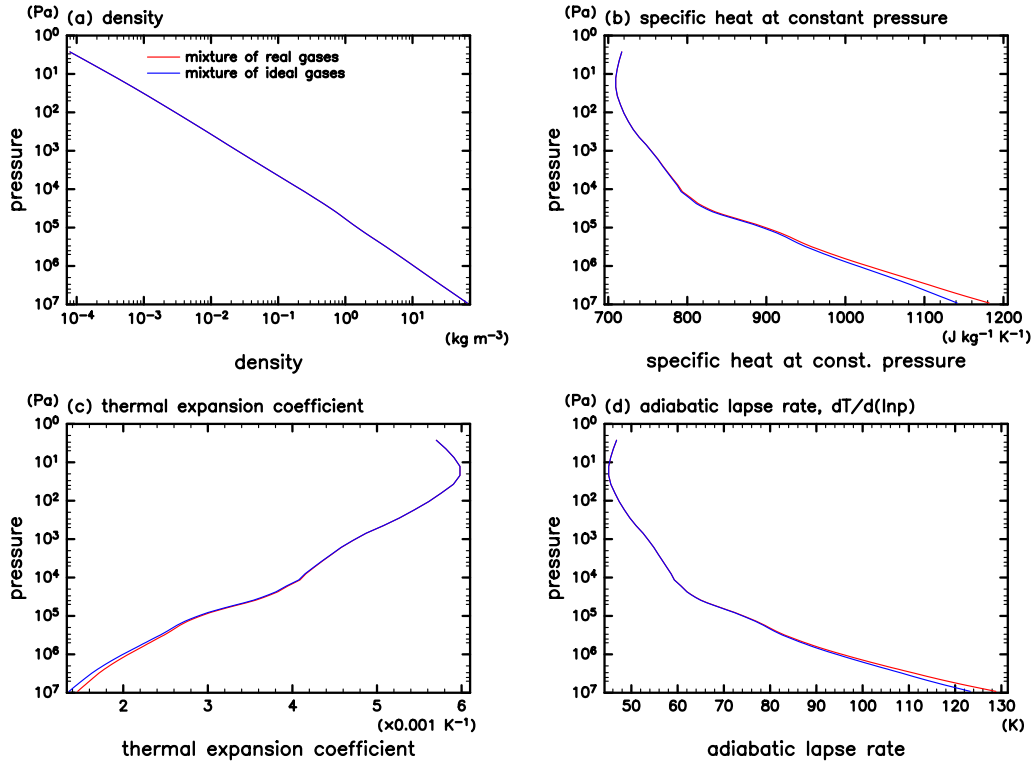 (Pa) (a) density
10⁰
10¹
10²
10³
10⁴
10⁵
10⁶
10⁷
pressure
mixture of real gases
mixture of ideal gases
10⁻⁴ 10⁻³ 10⁻² 10⁻¹ 10⁰ 10¹
(kg m⁻³)
density
(Pa) (b) specific heat at constant pressure
10⁰
10¹
10²
10³
10⁴
10⁵
10⁶
10⁷
pressure
700 800 900 1000 1100 1200
(J kg⁻¹ K⁻¹)
specific heat at const. pressure
(Pa) (c) thermal expansion coefficient
10⁰
10¹
10²
10³
10⁴
10⁵
10⁶
10⁷
pressure
2 3 4 5 6
(×0.001 K⁻¹)
thermal expansion coefficient
(Pa) (d) adiabatic lapse rate, dT/d(lnp)
10⁰
10¹
10²
10³
10⁴
10⁵
10⁶
10⁷
pressure
50 60 70 80 90 100 110 120 130
(K)
adiabatic lapse rate